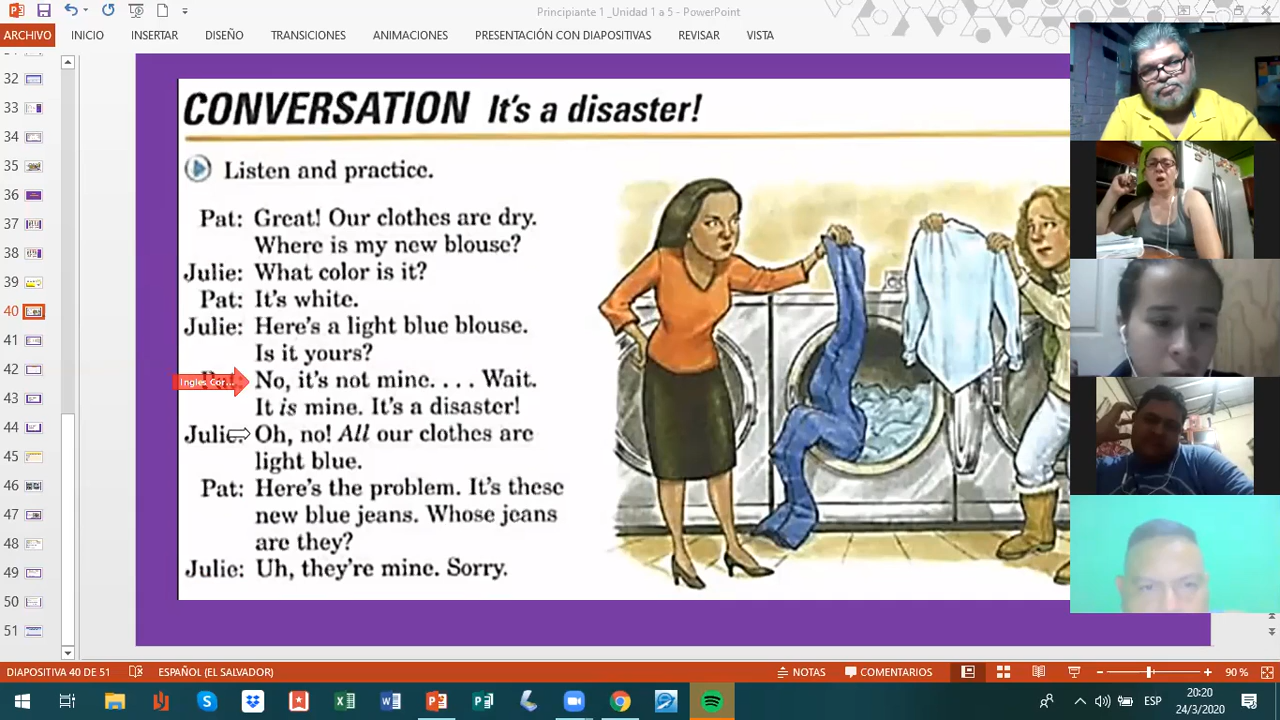 Principiante 1 _Unidad 1 a 5 - PowerPoint
ARCHIVO INICIO INSERTAR DISEÑO TRANSICIONES ANIMACIONES PRESENTACIÓN CON DIAPOSITIVAS REVISAR VISTA
32
33
34
35
36
37
38
39
40
41
42
43
44
45
46
47
48
49
50
51
CONVERSATION It's a disaster!
Listen and practice.
Pat: Great! Our clothes are dry.
Where is my new blouse?
Julie: What color is it?
Pat: It's white.
Julie: Here's a light blue blouse.
Is it yours?
Ingles Cor...
No, it's not mine. . . . Wait.
It is mine. It's a disaster!
Julie: Oh, no! All our clothes are
light blue.
Pat: Here's the problem. It's these
new blue jeans. Whose jeans
are they?
Julie: Uh, they're mine. Sorry.
DIAPOSITIVA 40 DE 51 ESPAÑOL (EL SALVADOR) NOTAS COMENTARIOS 90 %
ESP
20:20
24/3/2020